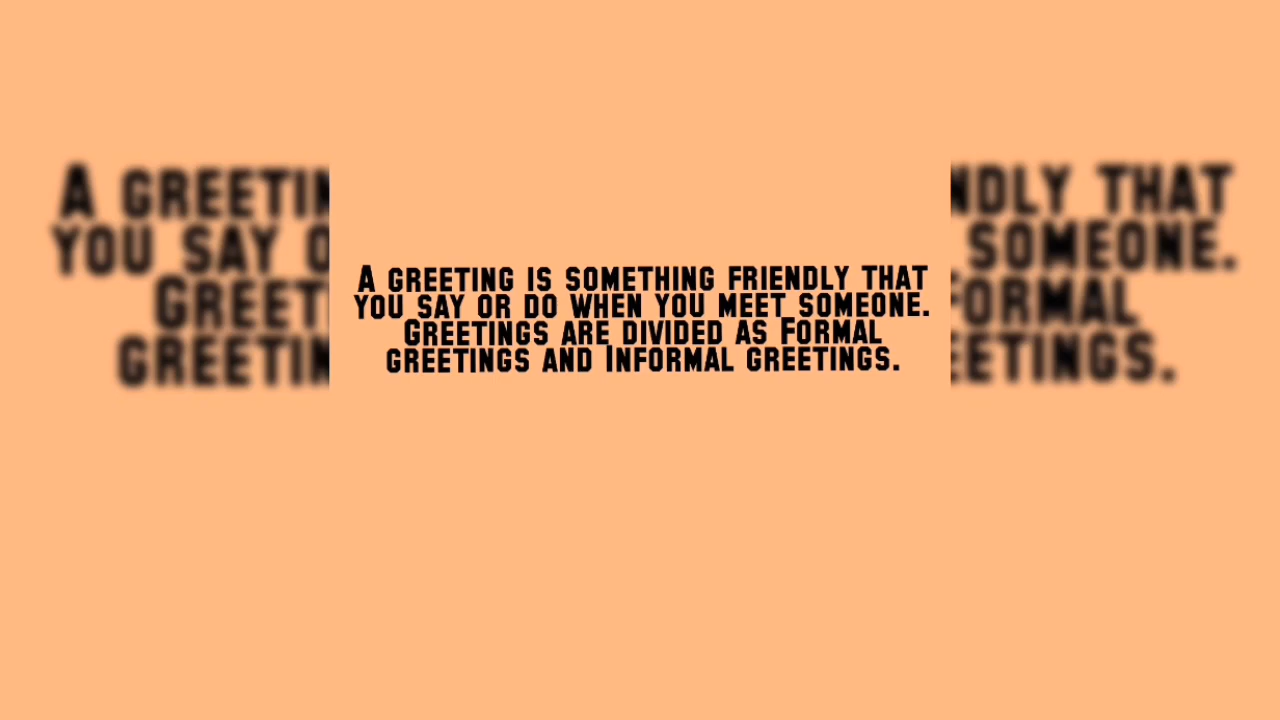 A GREETING IS SOMETHING FRIENDLY THAT
YOU SAY OR DO WHEN YOU MEET SOMEONE.
GREETINGS ARE DIVIDED AS FORMAL
GREETINGS AND INFORMAL GREETINGS.